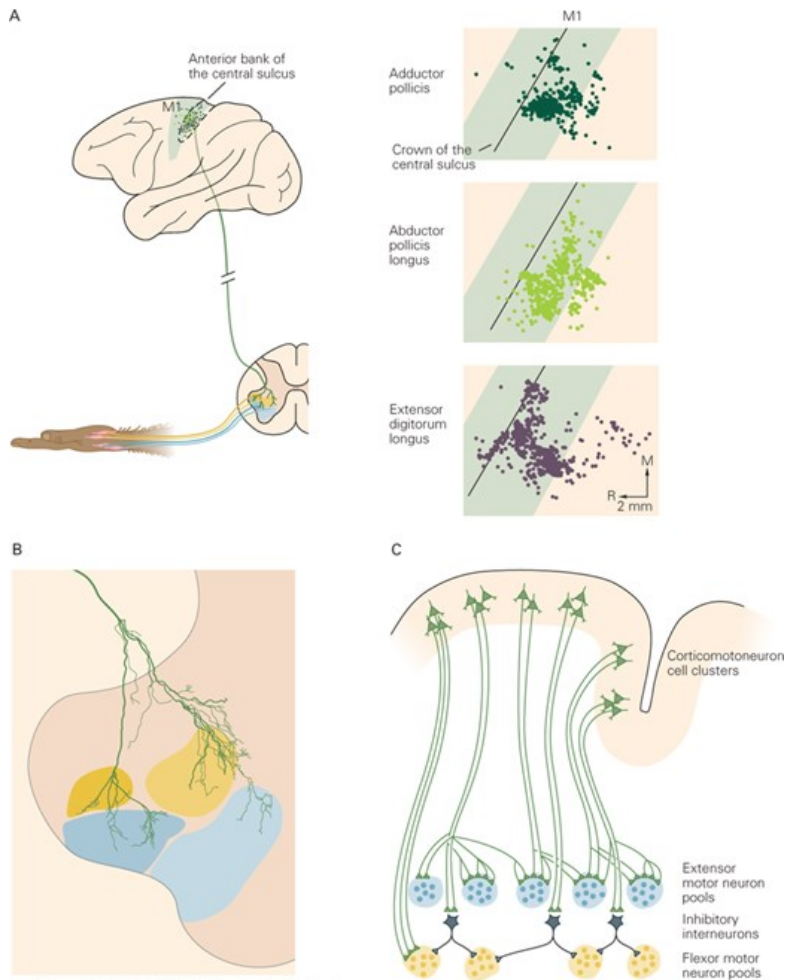 A
Anterior bank of
the central sulcus
M1
M1
Adductor
pollicis
Crown of the
central sulcus
Abductor
pollicis
longus
Extensor
digitorum
longus
M
R
2 mm
B
C
Corticomotoneuron
cell clusters
Extensor
motor neuron
pools
Inhibitory
interneurons
Flexor motor
neuron pools